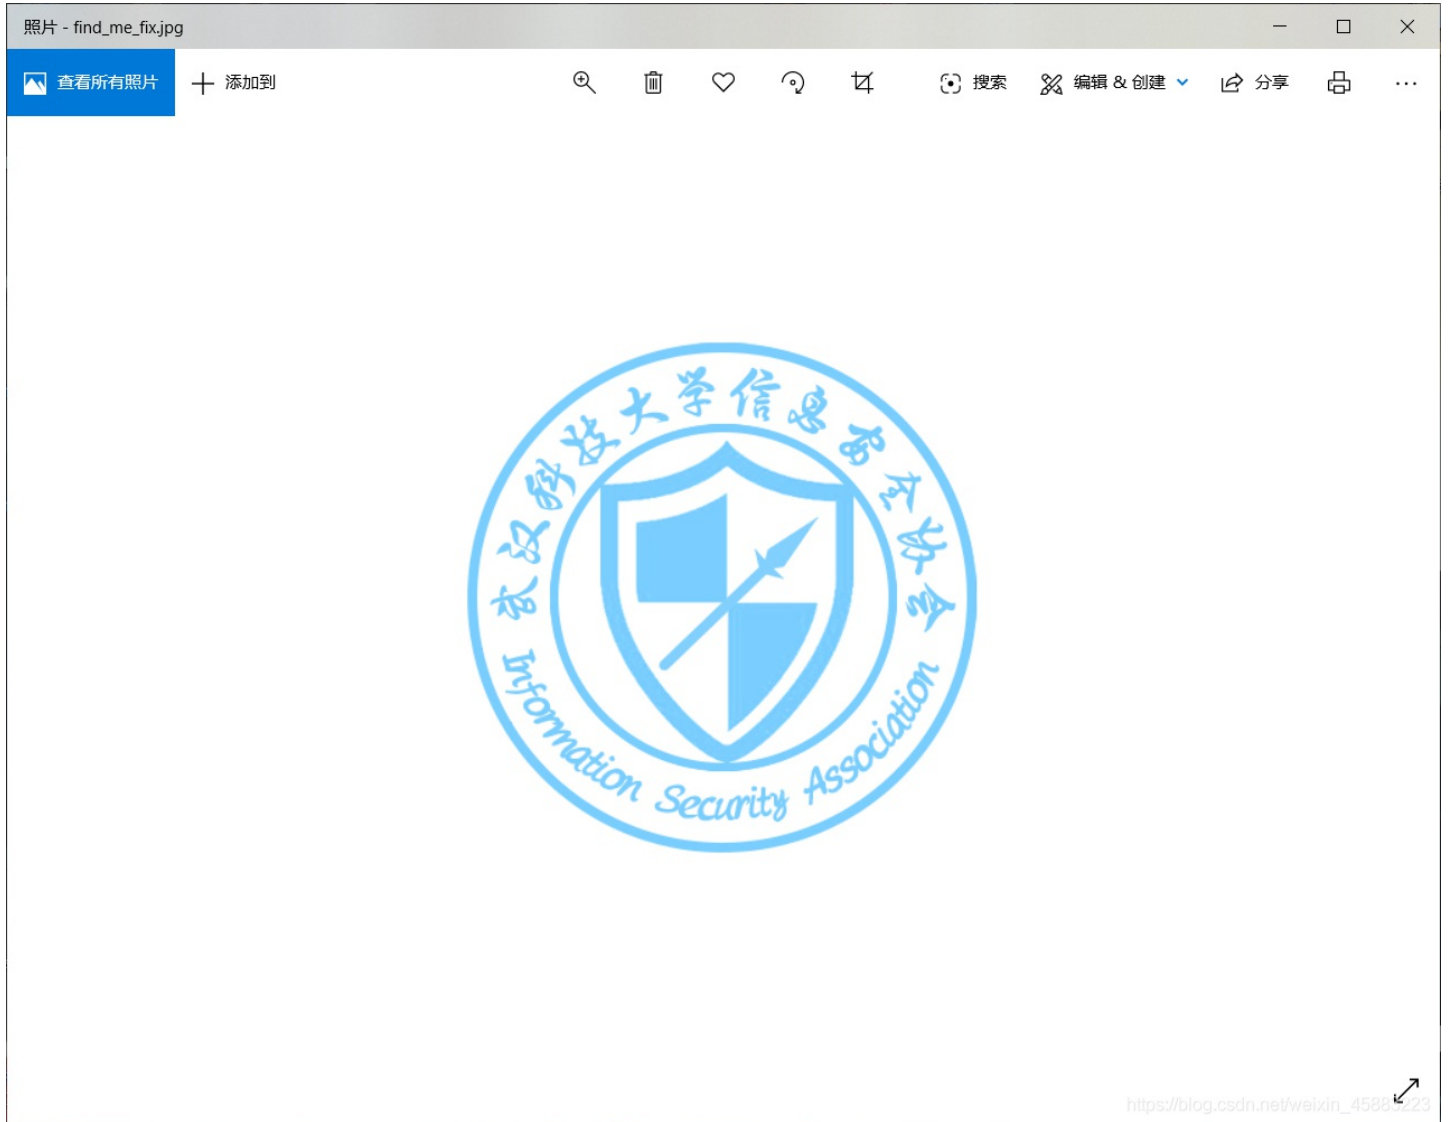 照片 - find_me_fix.jpg
查看所有照片 添加到 搜索 编辑 & 创建 分享
武汉科技大学信息安全协会
Information Security Association
https://blog.csdn.net/weixin_45883223